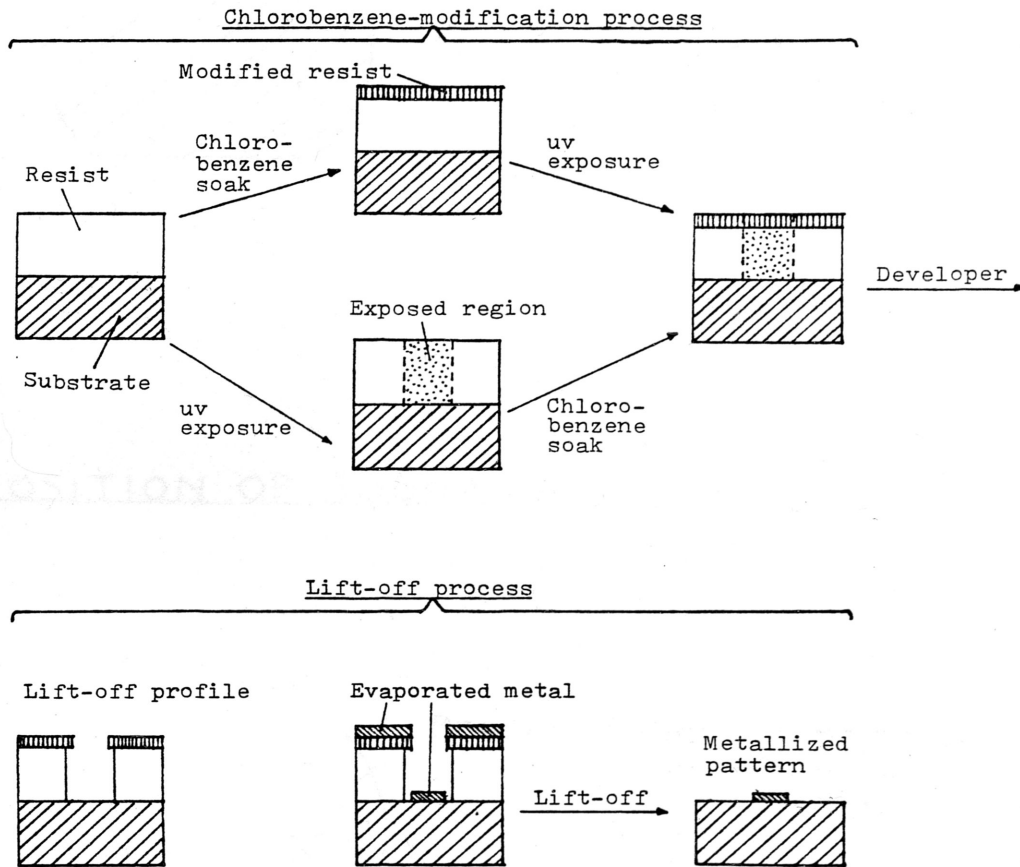 Chlorobenzene-modification process
Modified resist
Chloro-
benzene
soak
uv
exposure
Resist
Developer
Exposed region
Substrate
uv
exposure
Chloro-
benzene
soak
Lift-off process
Lift-off profile
Evaporated metal
Metallized
pattern
Lift-off